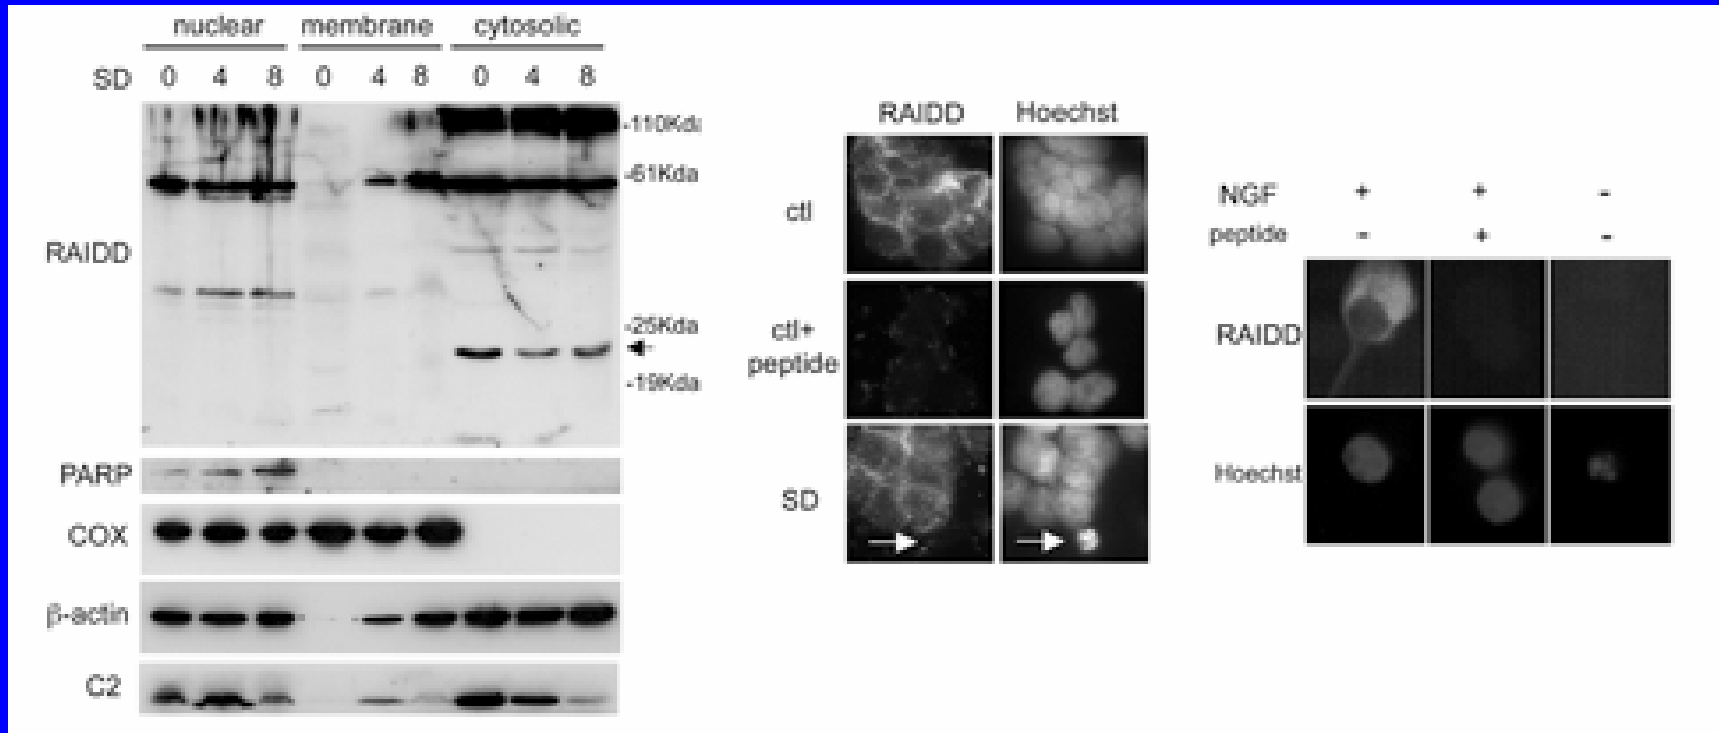 nuclear membrane cytosolic
SD 0 4 8 0 4 8 0 4 8
-110Kda
-61Kda
RAIDD
-25Kda
-19Kda
PARP
COX
β-actin
C2
RAIDD Hoechst
ctl
ctl+
peptide
SD
NGF + + -
peptide - + -
RAIDD
Hoechst